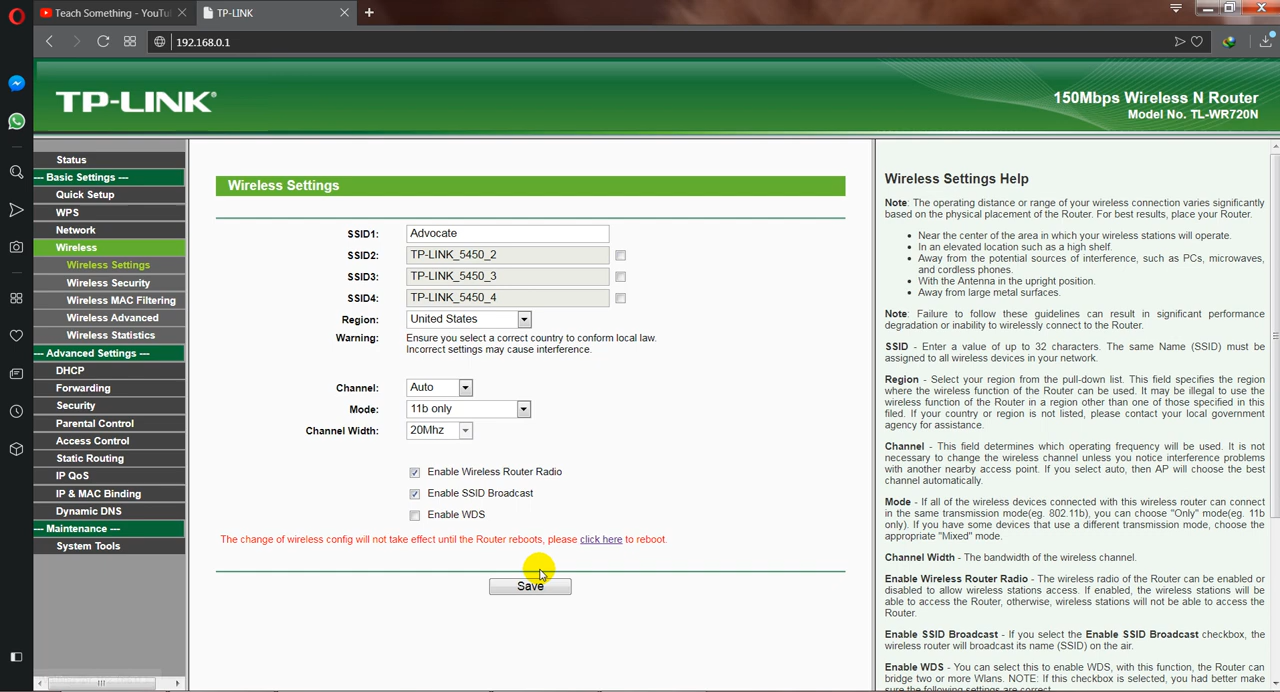 Teach Something - YouTu
TP-LINK
192.168.0.1
TP-LINK®
150Mbps Wireless N Router
Model No. TL-WR720N
Status
--- Basic Settings ---
Quick Setup
WPS
Network
Wireless
Wireless Settings
Wireless Security
Wireless MAC Filtering
Wireless Advanced
Wireless Statistics
--- Advanced Settings ---
DHCP
Forwarding
Security
Parental Control
Access Control
Static Routing
IP QoS
IP & MAC Binding
Dynamic DNS
--- Maintenance ---
System Tools
Wireless Settings
SSID1: Advocate
SSID2: TP-LINK_5450_2
SSID3: TP-LINK_5450_3
SSID4: TP-LINK_5450_4
Region: United States
Warning: Ensure you select a correct country to conform local law.
Incorrect settings may cause interference.
Channel: Auto
Mode: 11b only
Channel Width: 20Mhz
Enable Wireless Router Radio
Enable SSID Broadcast
Enable WDS
The change of wireless config will not take effect until the Router reboots, please click here to reboot.
Save
Wireless Settings Help
Note: The operating distance or range of your wireless connection varies significantly
based on the physical placement of the Router. For best results, place your Router.
• Near the center of the area in which your wireless stations will operate.
• In an elevated location such as a high shelf.
• Away from the potential sources of interference, such as PCs, microwaves,
and cordless phones.
• With the Antenna in the upright position.
• Away from large metal surfaces.
Note: Failure to follow these guidelines can result in significant performance
degradation or inability to wirelessly connect to the Router.
SSID - Enter a value of up to 32 characters. The same Name (SSID) must be
assigned to all wireless devices in your network.
Region - Select your region from the pull-down list. This field specifies the region
where the wireless function of the Router can be used. It may be illegal to use the
wireless function of the Router in a region other than one of those specified in this
filed. If your country or region is not listed, please contact your local government
agency for assistance.
Channel - This field determines which operating frequency will be used. It is not
necessary to change the wireless channel unless you notice interference problems
with another nearby access point. If you select auto, then AP will choose the best
channel automatically.
Mode - If all of the wireless devices connected with this wireless router can connect
in the same transmission mode(eg. 802.11b), you can choose "Only" mode(eg. 11b
only). If you have some devices that use a different transmission mode, choose the
appropriate "Mixed" mode.
Channel Width - The bandwidth of the wireless channel.
Enable Wireless Router Radio - The wireless radio of the Router can be enabled or
disabled to allow wireless stations access. If enabled, the wireless stations will be
able to access the Router, otherwise, wireless stations will not be able to access the
Router.
Enable SSID Broadcast - If you select the Enable SSID Broadcast checkbox, the
wireless router will broadcast its name (SSID) on the air.
Enable WDS - You can select this to enable WDS, with this function, the Router can
bridge two or more Wlans. NOTE: If this checkbox is selected, you had better make
sure the following settings are correct.